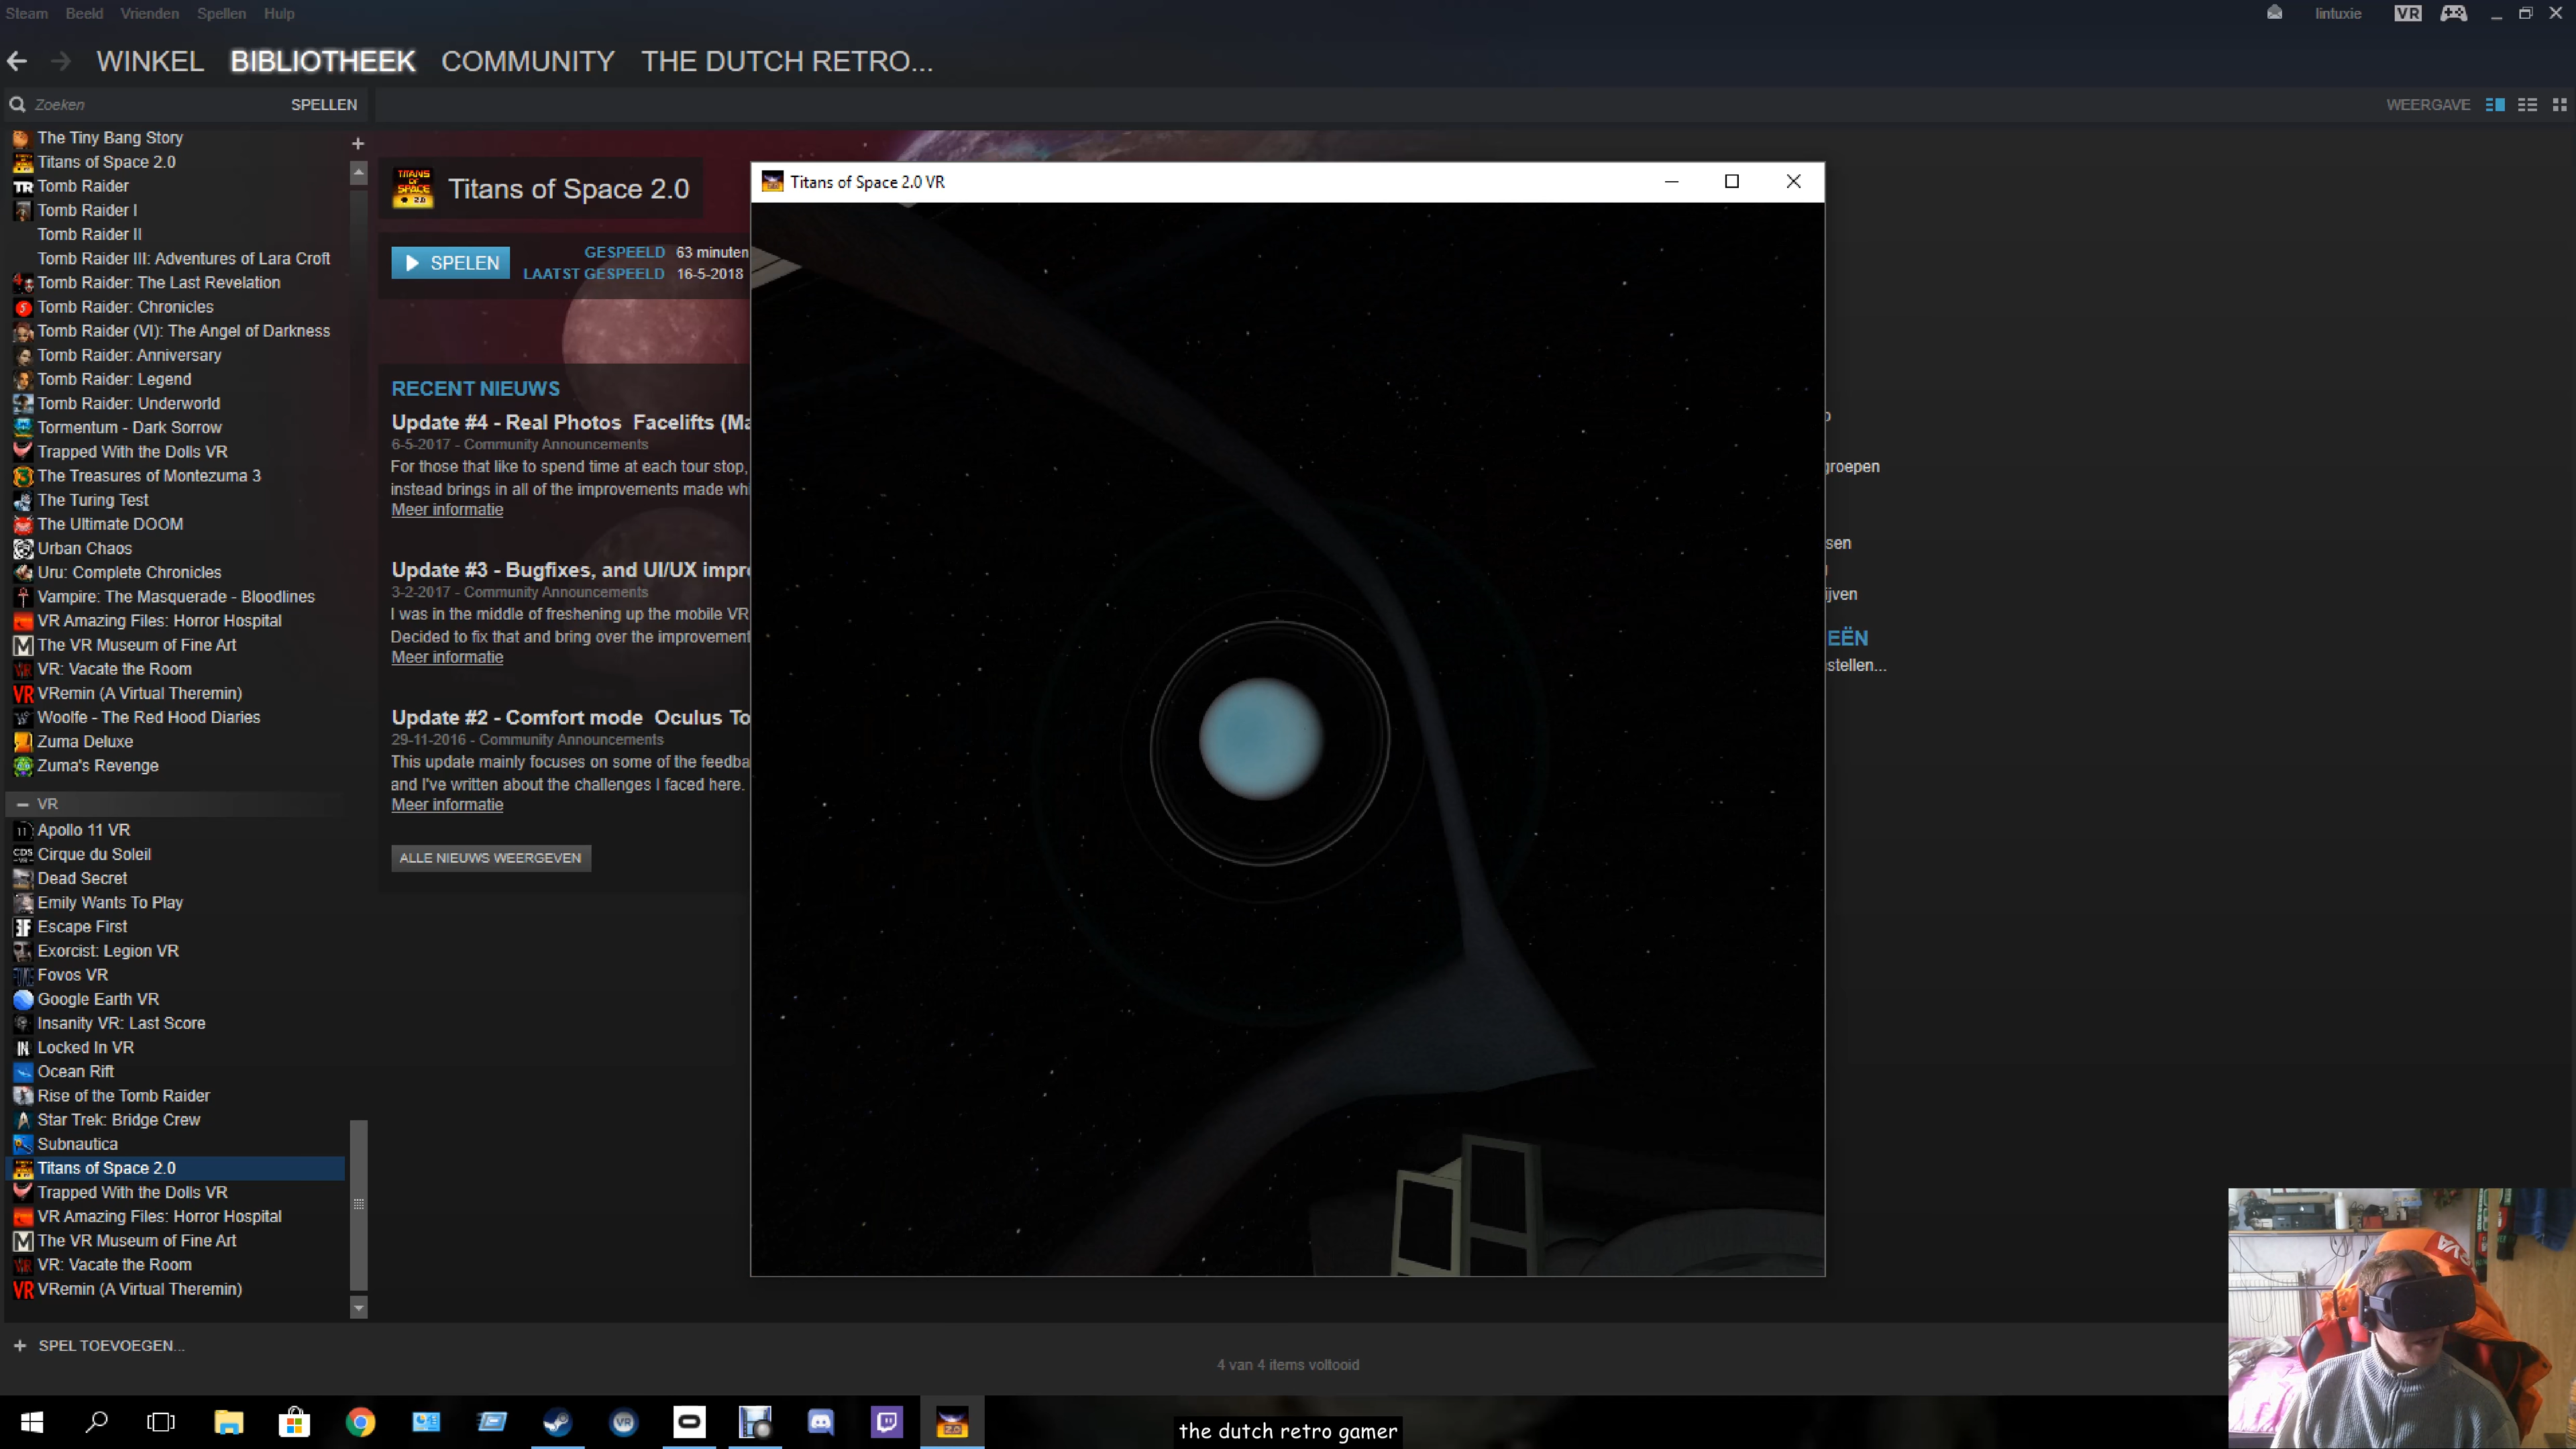 Steam Beeld Vrienden Spellen Hulp
lintuxie VR
WINKEL BIBLIOTHEEK COMMUNITY THE DUTCH RETRO...
Zoeken SPELLEN
WEERGAVE
The Tiny Bang Story
Titans of Space 2.0
Tomb Raider
Tomb Raider I
Tomb Raider II
Tomb Raider III: Adventures of Lara Croft
Tomb Raider: The Last Revelation
Tomb Raider: Chronicles
Tomb Raider (VI): The Angel of Darkness
Tomb Raider: Anniversary
Tomb Raider: Legend
Tomb Raider: Underworld
Tormentum - Dark Sorrow
Trapped With the Dolls VR
The Treasures of Montezuma 3
The Turing Test
The Ultimate DOOM
Urban Chaos
Uru: Complete Chronicles
Vampire: The Masquerade - Bloodlines
VR Amazing Files: Horror Hospital
The VR Museum of Fine Art
VR: Vacate the Room
VRemin (A Virtual Theremin)
Woolfe - The Red Hood Diaries
Zuma Deluxe
Zuma's Revenge
VR
Apollo 11 VR
Cirque du Soleil
Dead Secret
Emily Wants To Play
Escape First
Exorcist: Legion VR
Fovos VR
Google Earth VR
Insanity VR: Last Score
Locked In VR
Ocean Rift
Rise of the Tomb Raider
Star Trek: Bridge Crew
Subnautica
Titans of Space 2.0
Trapped With the Dolls VR
VR Amazing Files: Horror Hospital
The VR Museum of Fine Art
VR: Vacate the Room
VRemin (A Virtual Theremin)
+ SPEL TOEVOEGEN...
TITANS OF SPACE 2.0
Titans of Space 2.0
SPELEN
GESPEELD 63 minuten
LAATST GESPEELD 16-5-2018
RECENT NIEUWS
Update #4 - Real Photos Facelifts (Ma
6-5-2017 - Community Announcements
For those that like to spend time at each tour stop,
instead brings in all of the improvements made whi
Meer informatie
Update #3 - Bugfixes, and UI/UX impr
3-2-2017 - Community Announcements
I was in the middle of freshening up the mobile VR
Decided to fix that and bring over the improvement
Meer informatie
Update #2 - Comfort mode Oculus To
29-11-2016 - Community Announcements
This update mainly focuses on some of the feedba
and I've written about the challenges I faced here.
Meer informatie
ALLE NIEUWS WEERGEVEN
Titans of Space 2.0 VR
groepen
sen
ijven
EËN
stellen...
4 van 4 items voltooid
the dutch retro gamer